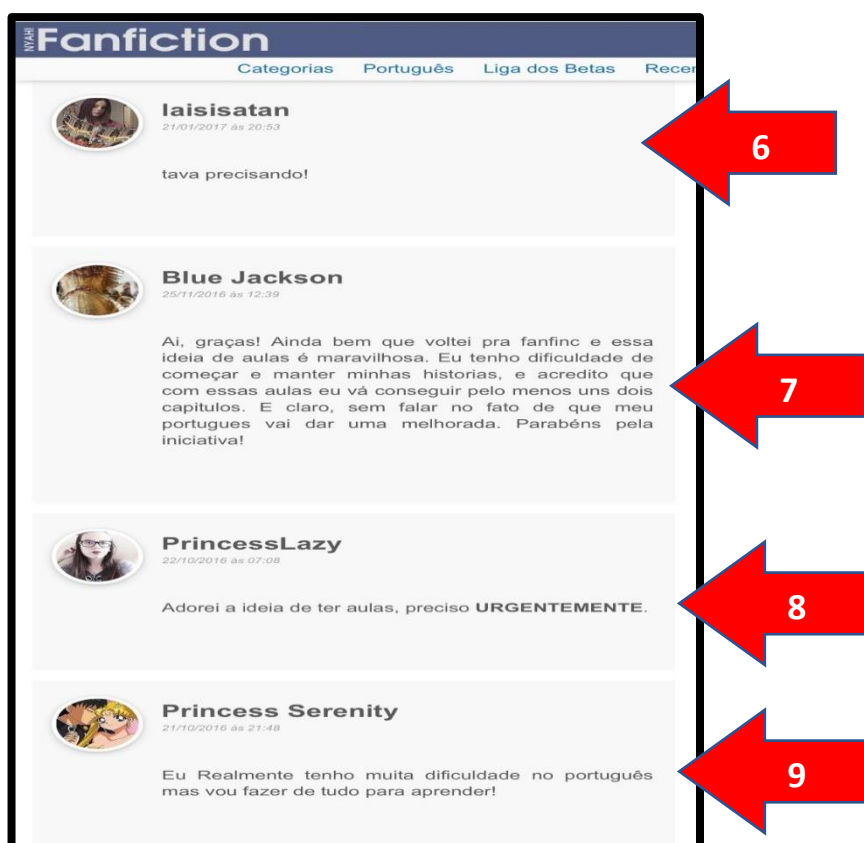 NYAH! Fanfiction
Categorias Português Liga dos Betas Recen
laisisatan
21/01/2017 às 20:53
6
tava precisando!
Blue Jackson
25/11/2016 às 12:39
Ai, graças! Ainda bem que voltei pra fanfinc e essa
ideia de aulas é maravilhosa. Eu tenho dificuldade de
começar e manter minhas historias, e acredito que
com essas aulas eu vá conseguir pelo menos uns dois
7
capitulos. E claro, sem falar no fato de que meu
portugues vai dar uma melhorada. Parabéns pela
iniciativa!
PrincessLazy
22/10/2016 às 07:08
Adorei a ideia de ter aulas, preciso URGENTEMENTE.
8
Princess Serenity
21/10/2016 às 21:48
Eu Realmente tenho muita dificuldade no português
9
mas vou fazer de tudo para aprender!